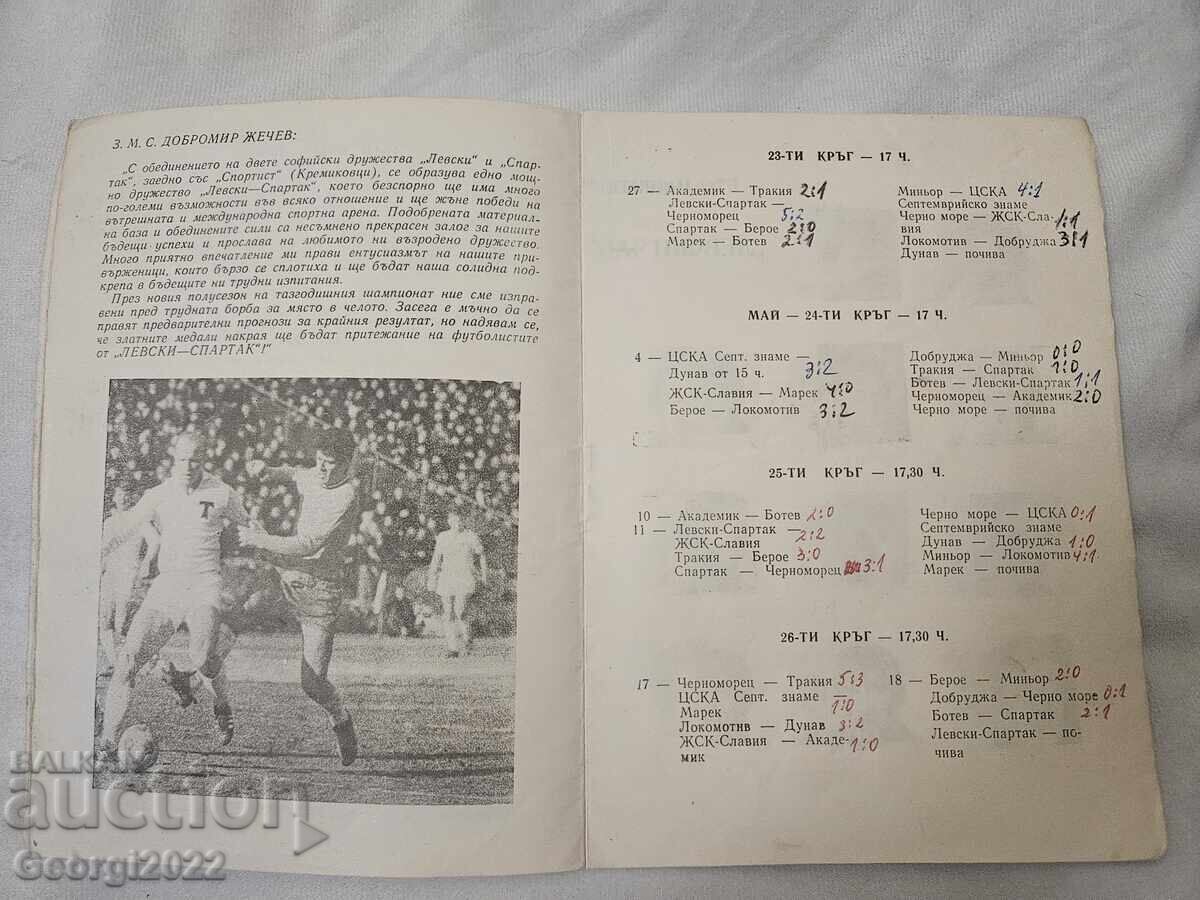 З. М. С. ДОБРОМИР ЖЕЧЕВ:
„С обединението на двете софийски дружества „Левски“ и „Спар-
так“, заедно със „Спортист“ (Кремиковци), се образува едно мощ-
но дружество „Левски—Спартак“, което безспорно ще има много
по-големи възможности във всяко отношение и ще жъне победи на
вътрешната и международна спортна арена. Подобрената материал-
на база и обединените сили са несъмнено прекрасен залог за нашите
бъдещи успехи и прослава на любимото ни възродено дружество.
Много приятно впечатление ми прави ентусиазмът на нашите при-
върженици, които бързо се сплотиха и ще бъдат наша солидна под-
крепа в бъдещите ни трудни изпитания.
През новия полусезон на тазгодишния шампионат ние сме изпра-
вени пред трудната борба за място в челото. Засега е мъчно да се
правят предварителни прогнози за крайния резултат, но надявам се,
че златните медали накрая ще бъдат притежание на футболистите
от „ЛЕВСКИ—СПАРТАК“!“
Т
23-ТИ КРЪГ — 17 Ч.
27 — Академик — Тракия 2:1
Левски-Спартак —
Черноморец 5:2
Спартак — Берое 2:0
Марек — Ботев 2:1
Миньор — ЦСКА 4:1
Септемврийско знаме
Черно море — ЖСК-Сла-
вия 1:1
Локомотив — Добруджа 3:1
Дунав — почива
МАЙ — 24-ТИ КРЪГ — 17 Ч.
4 — ЦСКА Септ. знаме —
Дунав от 15 ч. 3:2
ЖСК-Славия — Марек 4:0
Берое — Локомотив 3:2
Добруджа — Миньор 0:0
Тракия — Спартак 1:0
Ботев — Левски-Спартак 1:1
Черноморец — Академик 2:0
Черно море — почива
25-ТИ КРЪГ — 17,30 Ч.
10 — Академик — Ботев 2:0
11 — Левски-Спартак —
ЖСК-Славия 2:2
Тракия — Берое 3:0
Спартак — Черноморец 3:1
Черно море — ЦСКА 0:1
Септемврийско знаме
Дунав — Добруджа 1:0
Миньор — Локомотив 4:1
Марек — почива
26-ТИ КРЪГ — 17,30 Ч.
17 — Черноморец — Тракия 5:3
ЦСКА Септ. знаме —
Марек 1:0
Локомотив — Дунав 3:2
ЖСК-Славия — Акаде- 1:0
мик
18 — Берое — Миньор 2:0
Добруджа — Черно море 0:1
Ботев — Спартак 2:1
Левски-Спартак — по-
чива
БАЛКАН
auction
Georgi2022